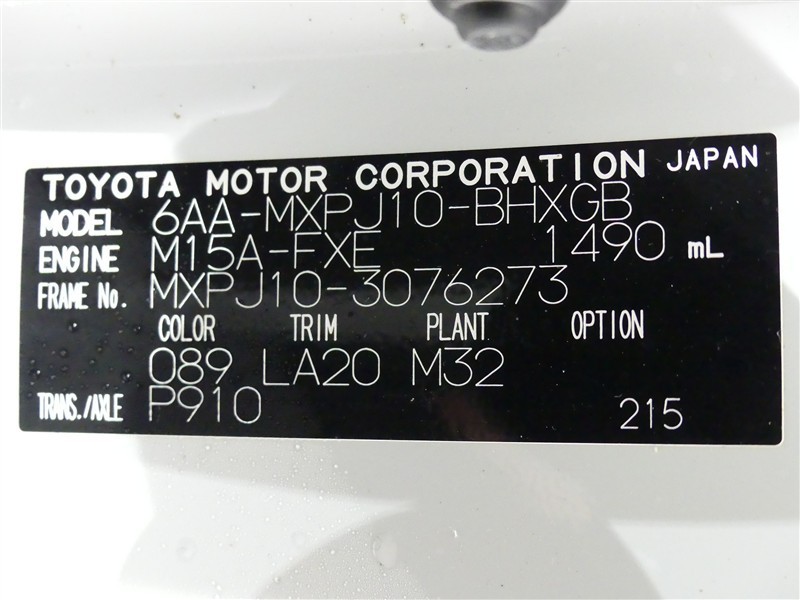 TOYOTA MOTOR CORPORATION JAPAN
MODEL 6AA-MXPJ10-BHXGB
ENGINE M15A-FXE 1490 mL
FRAME No. MXPJ10-3076273
COLOR TRIM PLANT OPTION
089 LA20 M32
TRANS./AXLE P910 215